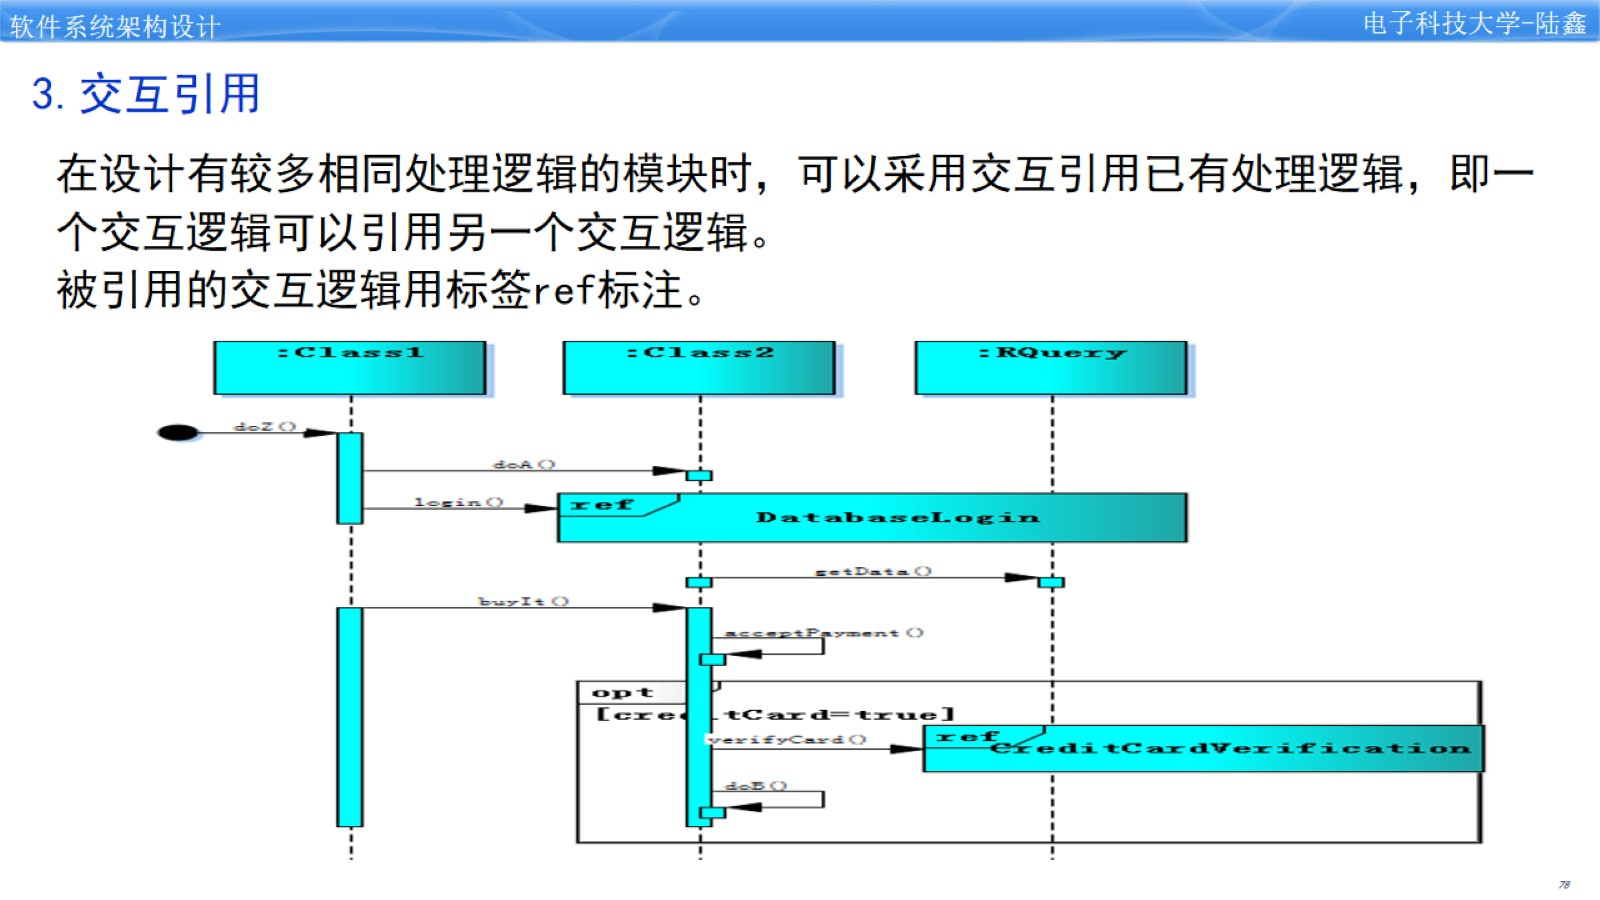 软件系统架构设计
电子科技大学-陆鑫
3.交互引用
在设计有较多相同处理逻辑的模块时，可以采用交互引用已有处理逻辑，即一
个交互逻辑可以引用另一个交互逻辑。
被引用的交互逻辑用标签ref标注。
:Class1
:Class2
:RQuery
doZ()
doA()
login()
ref
DatabaseLogin
getData()
buyIt()
acceptPayment()
opt
[creditCard=true]
verifyCard()
ref
CreditCardVerification
doB()
78